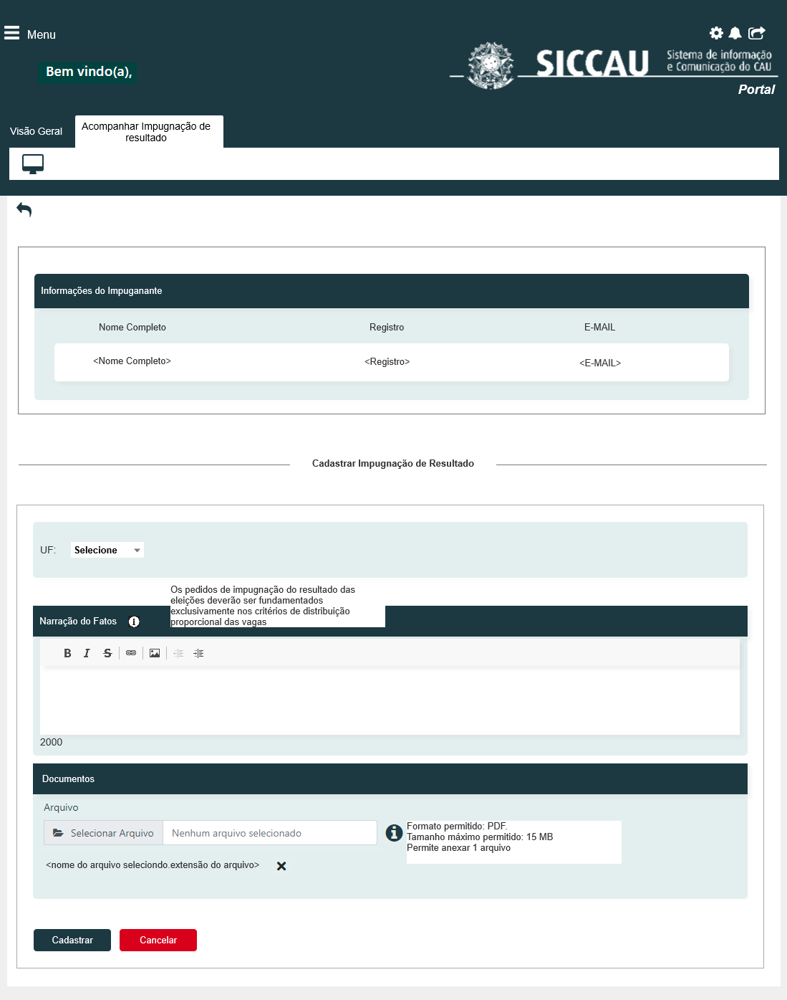 Menu
Bem vindo(a),
SICCAU
Sistema de informação
e Comunicação do CAU
Portal
Visão Geral
Acompanhar Impugnação de
resultado
Informações do Impuganante
Nome Completo Registro E-MAIL
<Nome Completo> <Registro> <E-MAIL>
Cadastrar Impugnação de Resultado
UF: Selecione
Os pedidos de impugnação do resultado das
eleições deverão ser fundamentados
exclusivamente nos critérios de distribuição
proporcional das vagas
Narração do Fatos
B I S
2000
Documentos
Arquivo
Selecionar Arquivo Nenhum arquivo selecionado
Formato permitido: PDF.
Tamanho máximo permitido: 15 MB
Permite anexar 1 arquivo
<nome do arquivo seleciondo.extensão do arquivo>
Cadastrar Cancelar